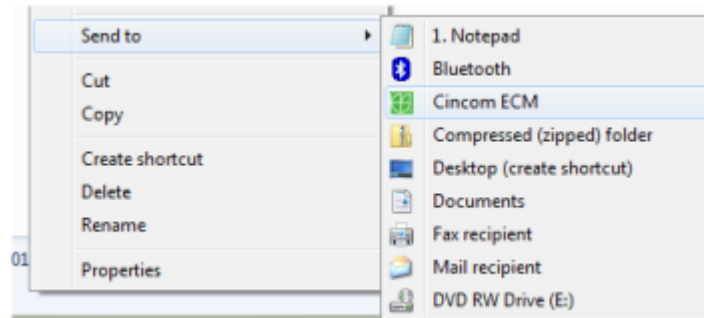 Send to
Cut
Copy
Create shortcut
Delete
Rename
Properties
01
1. Notepad
Bluetooth
Cincom ECM
Compressed (zipped) folder
Desktop (create shortcut)
Documents
Fax recipient
Mail recipient
DVD RW Drive (E:)